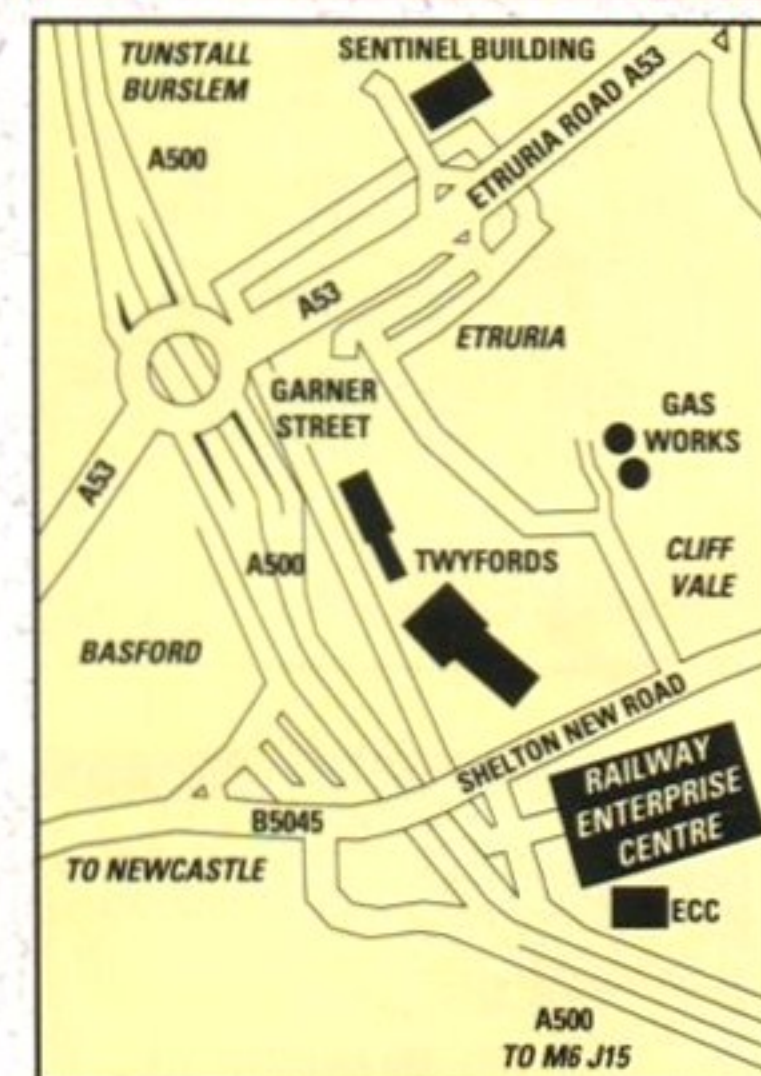 TUNSTALL
BURSLEM
SENTINEL BUILDING
A500
ETRURIA ROAD A53
A53
ETRURIA
GARNER
STREET
GAS
WORKS
A53
A500
TWYFORDS
CLIFF
VALE
BASFORD
SHELTON NEW ROAD
RAILWAY
ENTERPRISE
CENTRE
B5045
TO NEWCASTLE
ECC
A500
TO M6 J15